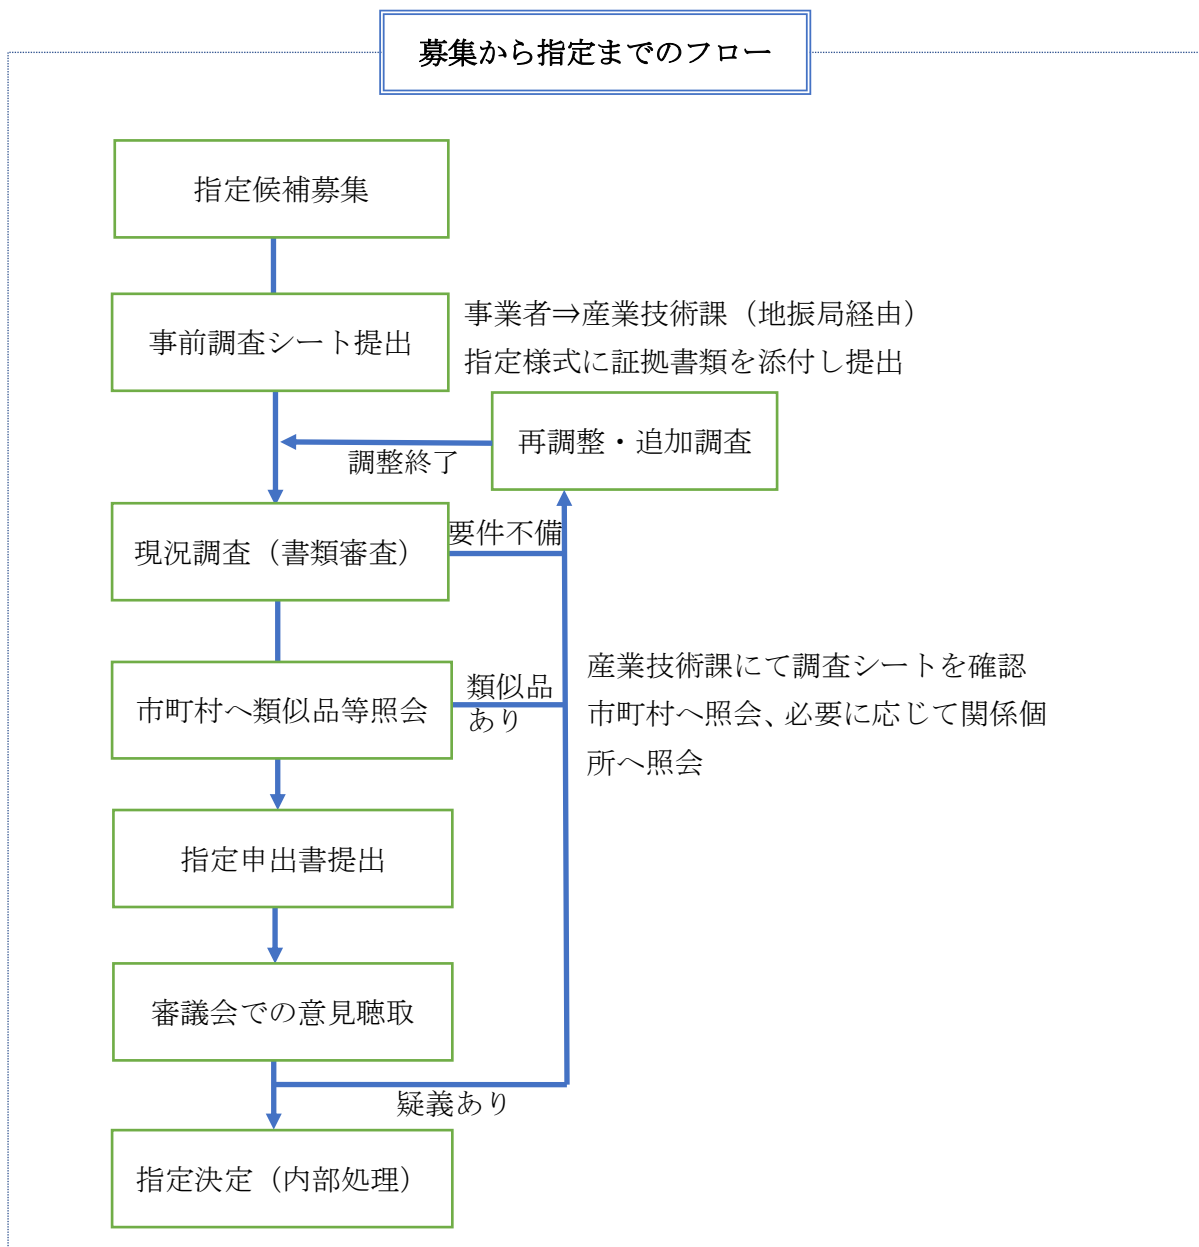 募集から指定までのフロー
指定候補募集
事前調査シート提出
事業者⇒産業技術課（地振局経由）
指定様式に証拠書類を添付し提出
再調整・追加調査
調整終了
現況調査（書類審査）
要件不備
市町村へ類似品等照会
類似品
あり
産業技術課にて調査シートを確認
市町村へ照会、必要に応じて関係個
所へ照会
指定申出書提出
審議会での意見聴取
疑義あり
指定決定（内部処理）